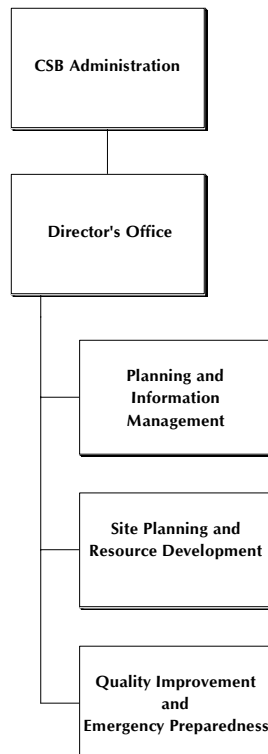 CSB Administration
Director's Office
Planning and
Information
Management
Site Planning and
Resource Development
Quality Improvement
and
Emergency Preparedness